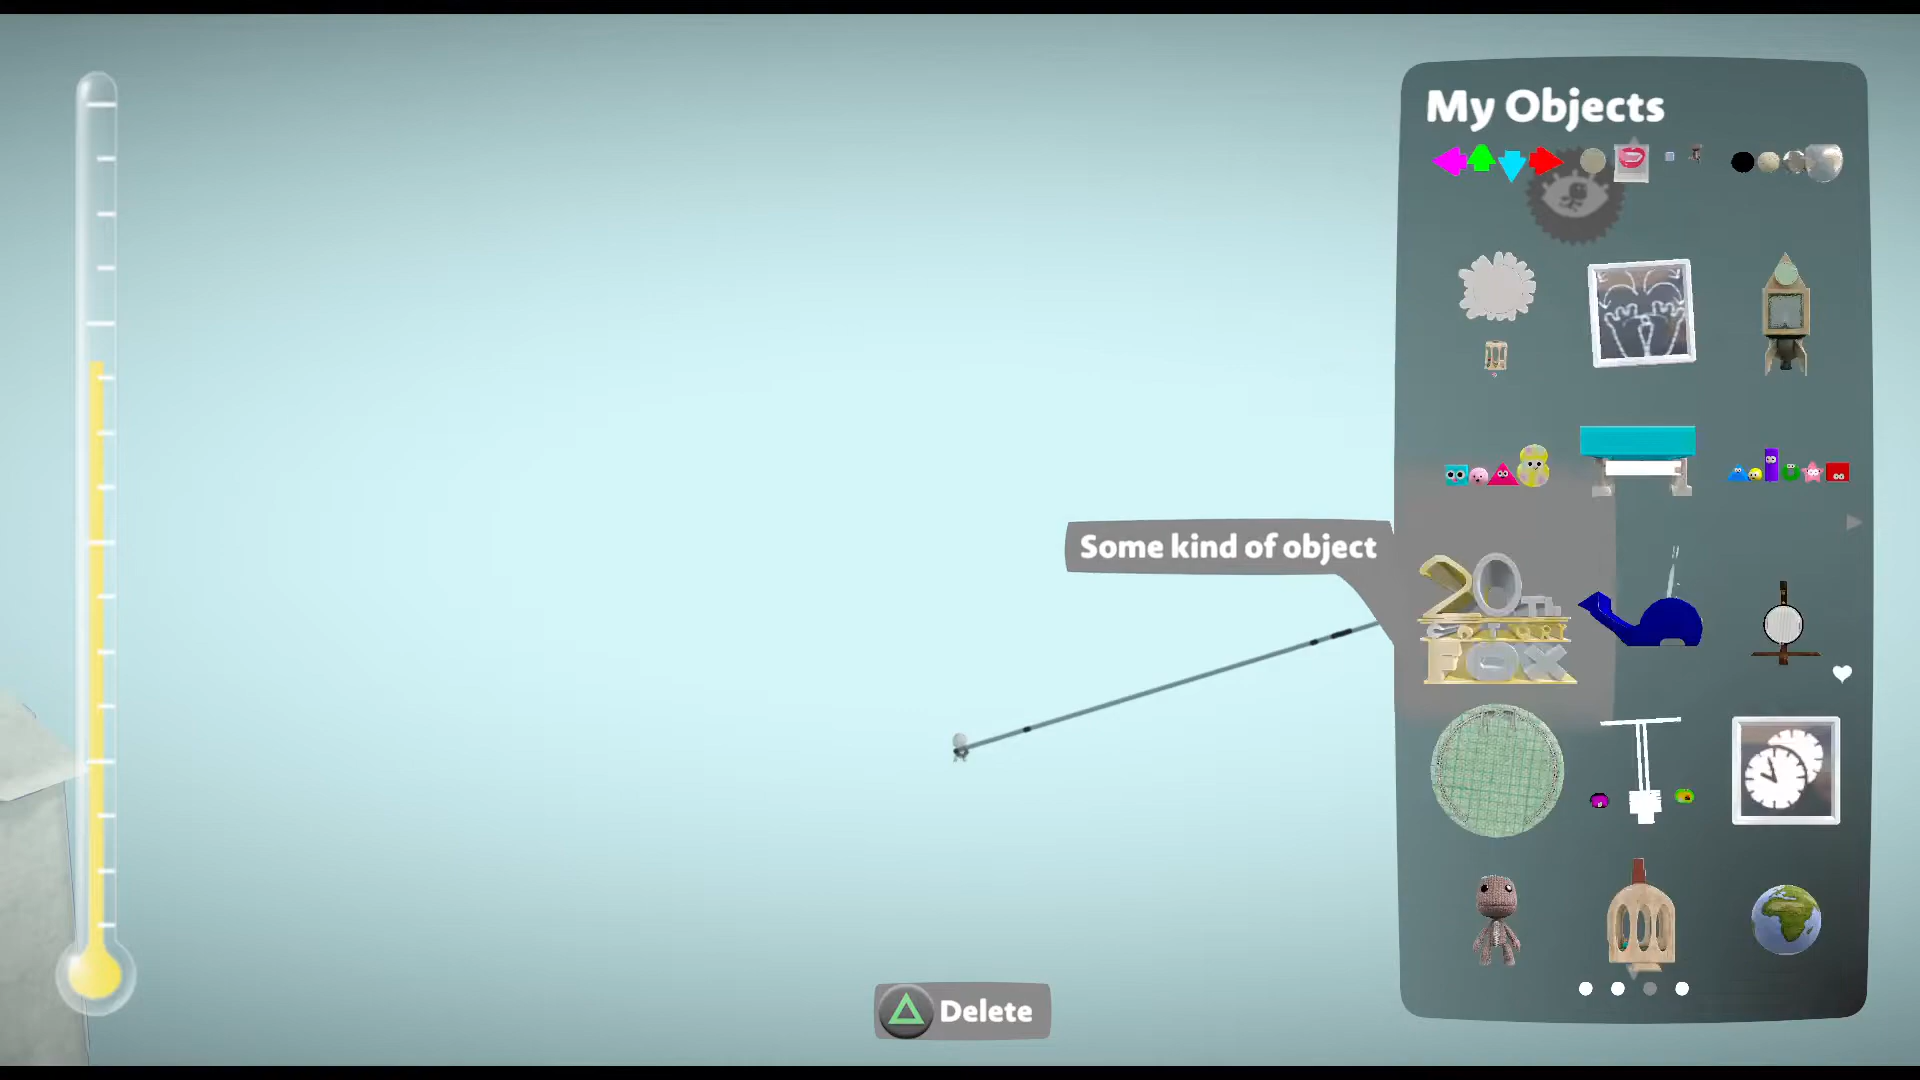 My Objects
Some kind of object
20TH
CENTURY
FOX
Delete